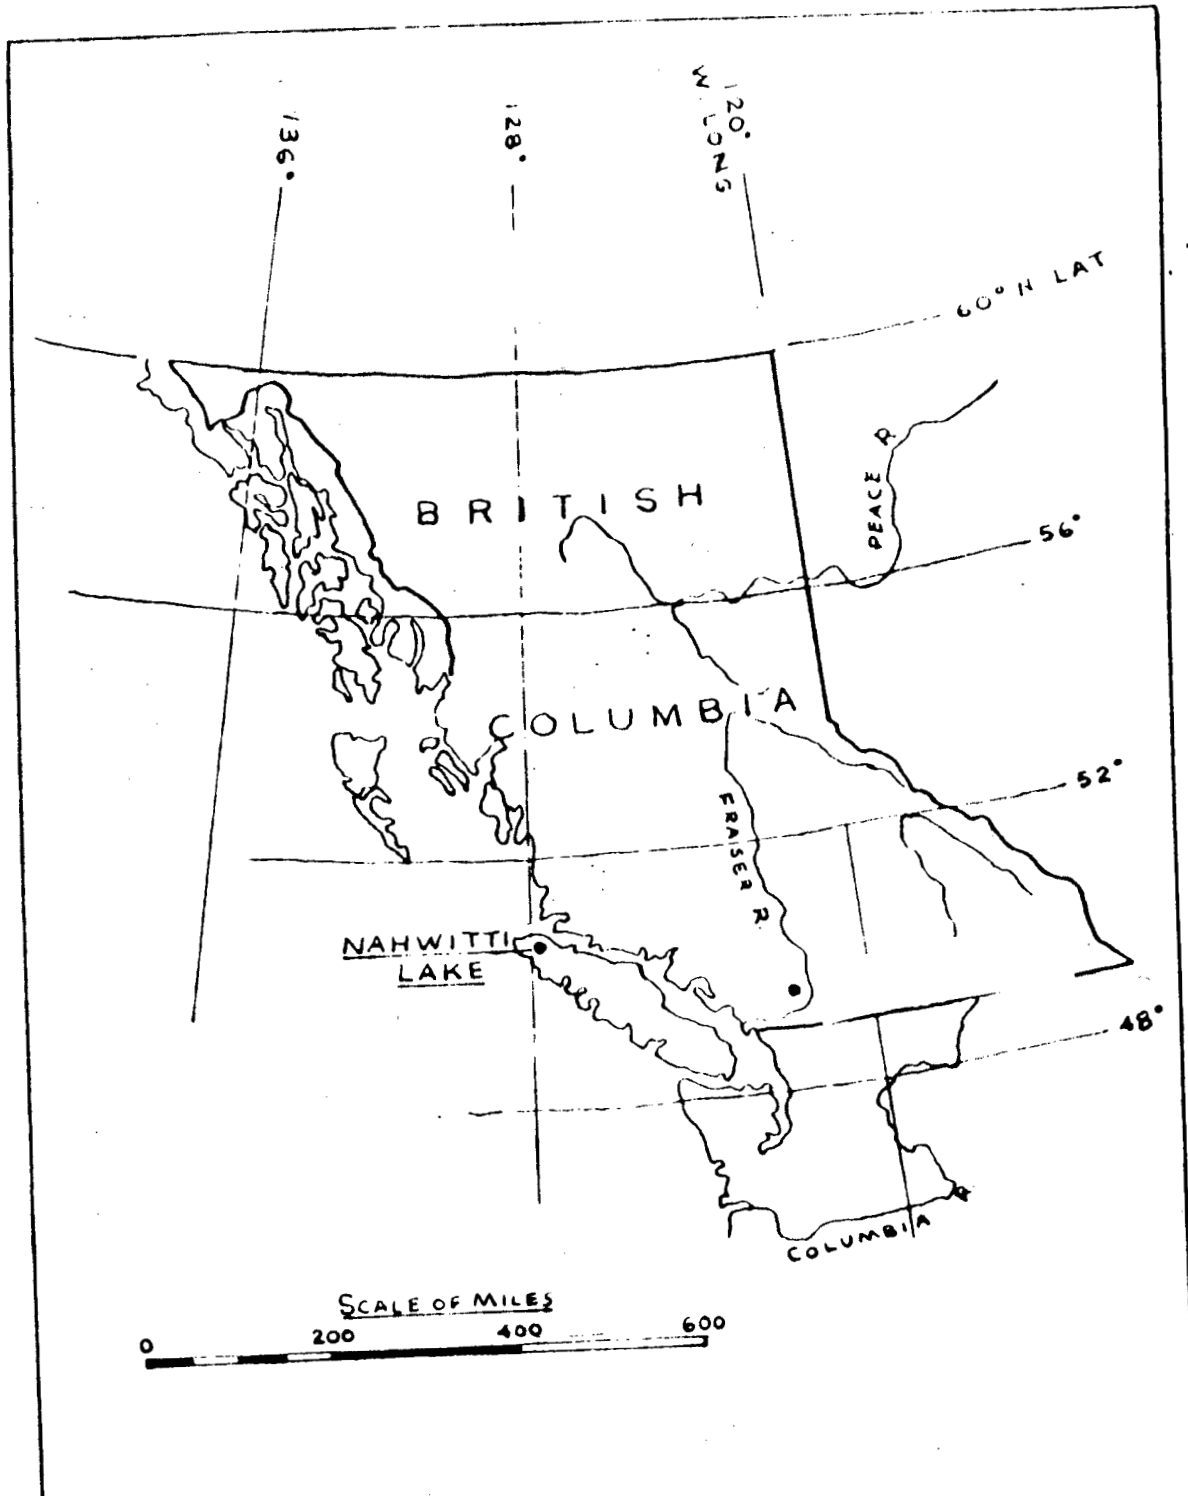 136°
128°
120°
W LONG
60° N LAT
PEACE R
BRITISH
56°
COLUMBIA
52°
FRAISER R.
NAHWITTI
LAKE
48°
COLUMBIA R
SCALE OF MILES
0 200 400 600